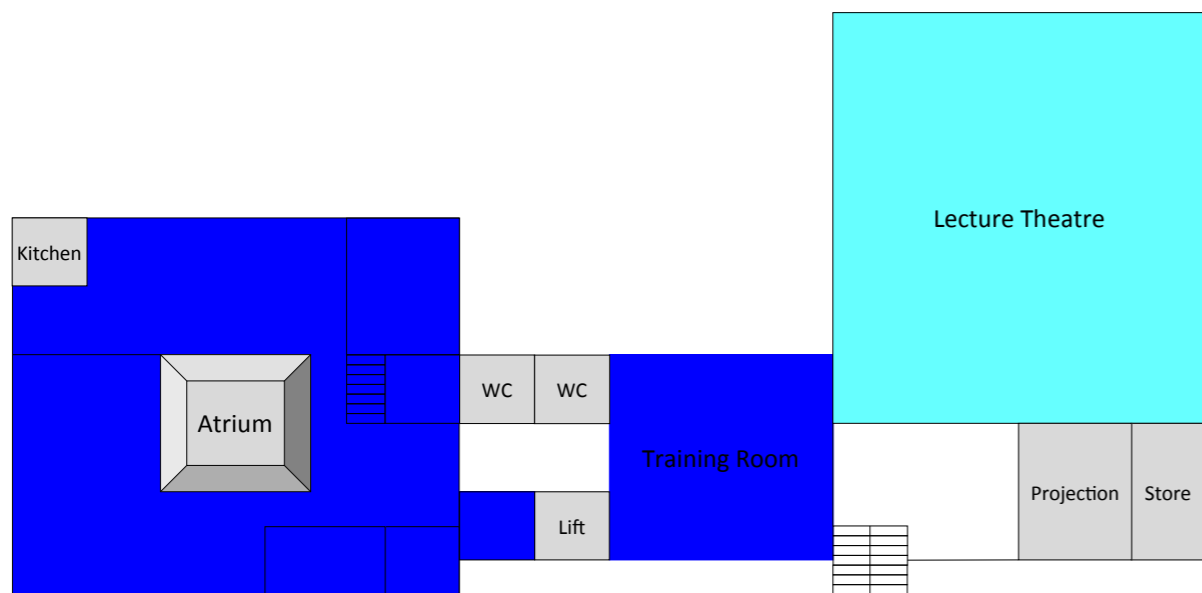 Lecture Theatre
Kitchen
WC
WC
Atrium
Training Room
Projection
Store
Lift